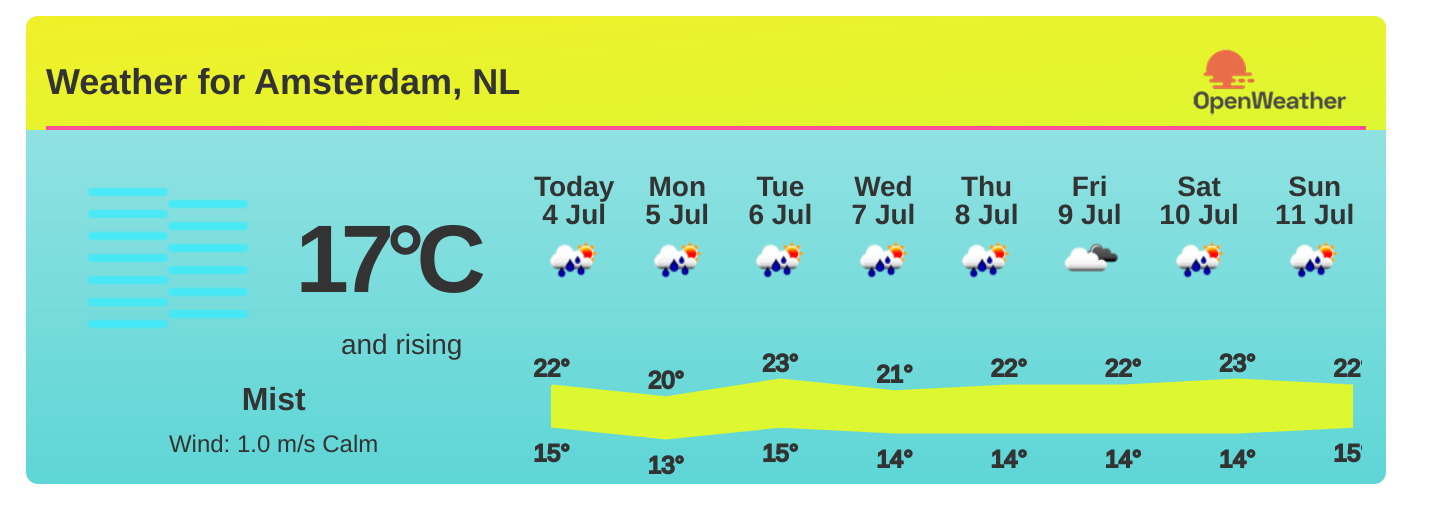 Weather for Amsterdam, NL
OpenWeather
Today Mon Tue Wed Thu Fri Sat Sun
4 Jul 5 Jul 6 Jul 7 Jul 8 Jul 9 Jul 10 Jul 11 Jul
17°C
and rising
Mist
Wind: 1.0 m/s Calm
22° 20° 23° 21° 22° 22° 23° 22°
15° 13° 15° 14° 14° 14° 14° 15°